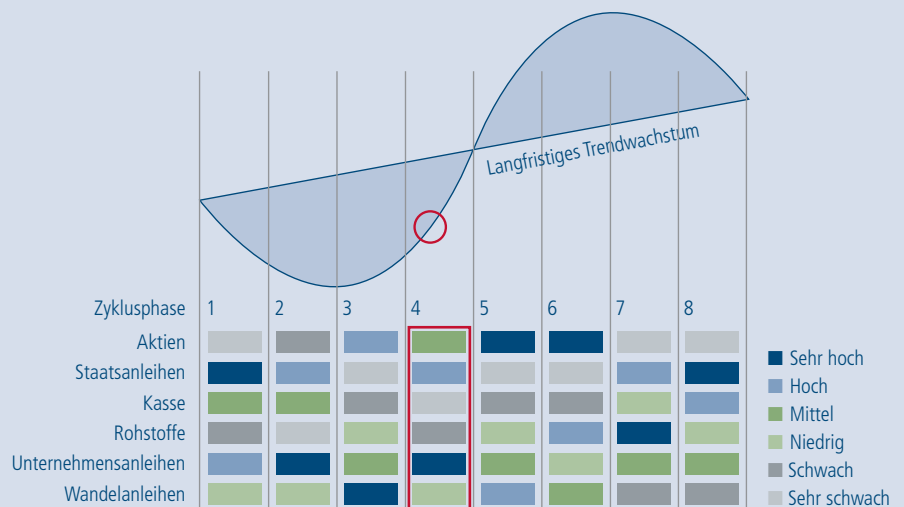 Langfristiges Trendwachstum
Zyklusphase 1 2 3 4 5 6 7 8
Aktien
Staatsanleihen
Kasse
Rohstoffe
Unternehmensanleihen
Wandelanleihen
Sehr hoch
Hoch
Mittel
Niedrig
Schwach
Sehr schwach